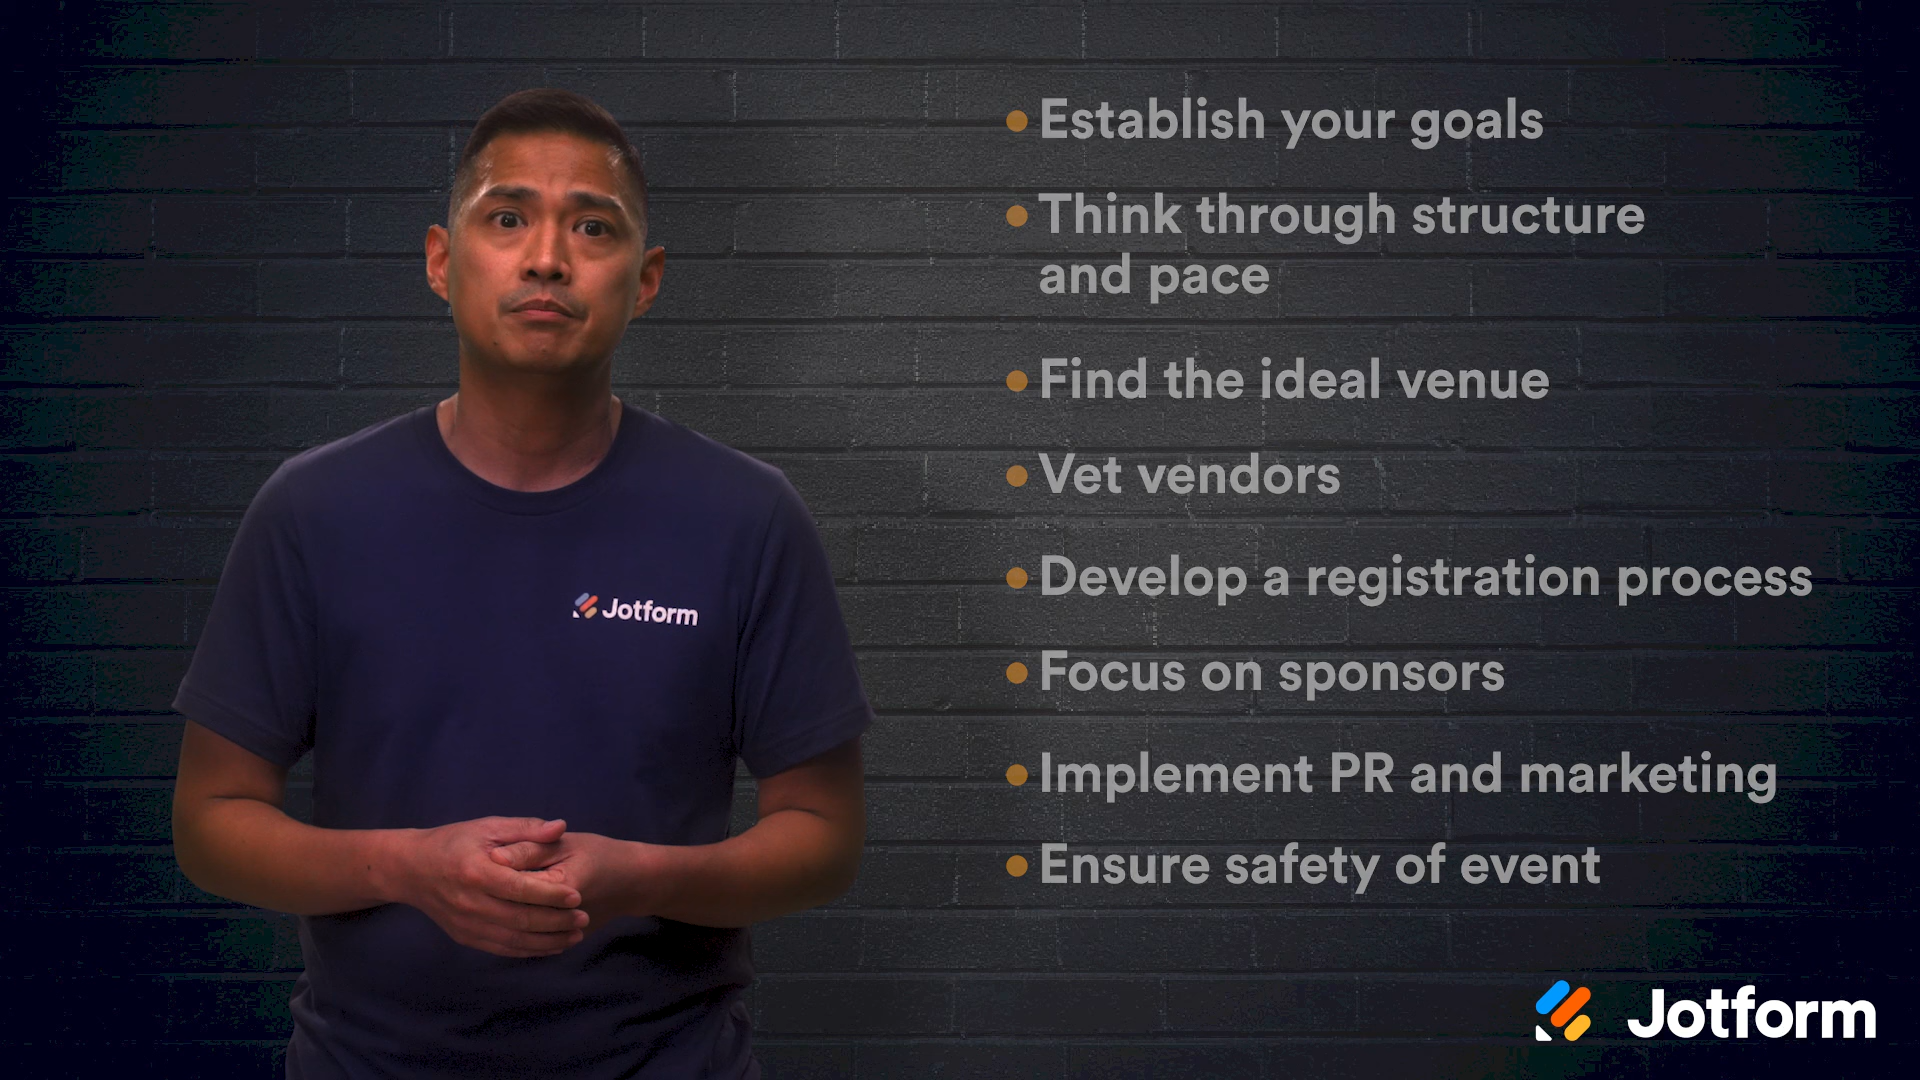 • Establish your goals
• Think through structure
and pace
• Find the ideal venue
• Vet vendors
• Develop a registration process
• Focus on sponsors
• Implement PR and marketing
• Ensure safety of event
Jotform
Jotform